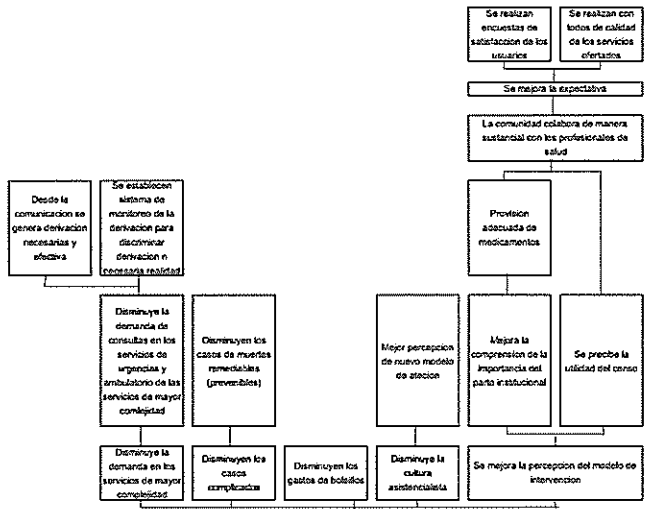 Se realizan
encuestas de
satisfaccion de los
usuarios
Se realizan con
todos de calidad
de los servicios
ofertados
Se mejora la expectativa
La comunidad colabora de manera
sustancial con los profesionales de
salud
Desde la
comunicacion se
genera derivacion
necesarias y
efectiva
Se establecen
sistema de
monitoreo de la
derivacion para
discriminar
derivacion n
necesaria realidad
Provision
adecuada de
medicamentos
Disminuye la
demanda de
consultas en los
servicios de
urgencias y
ambulatorio de las
servicios de mayor
comlejidad
Disminuyen los
casos de muertes
remediables
(prevenibles)
Mejor percepcion
de nuevo modelo
de atecion
Mejora la
comprension de la
importancia del
parto institucional
Se precibe la
utilidad del censo
Disminuye la
demanda en los
servicios de mayor
complejidad
Disminuyen los
casos
complicados
Disminuyen los
gastos de bolsillos
Disminuye la
cultura
asistencialista
Se mejora la percepcion del modelo de
intervencion